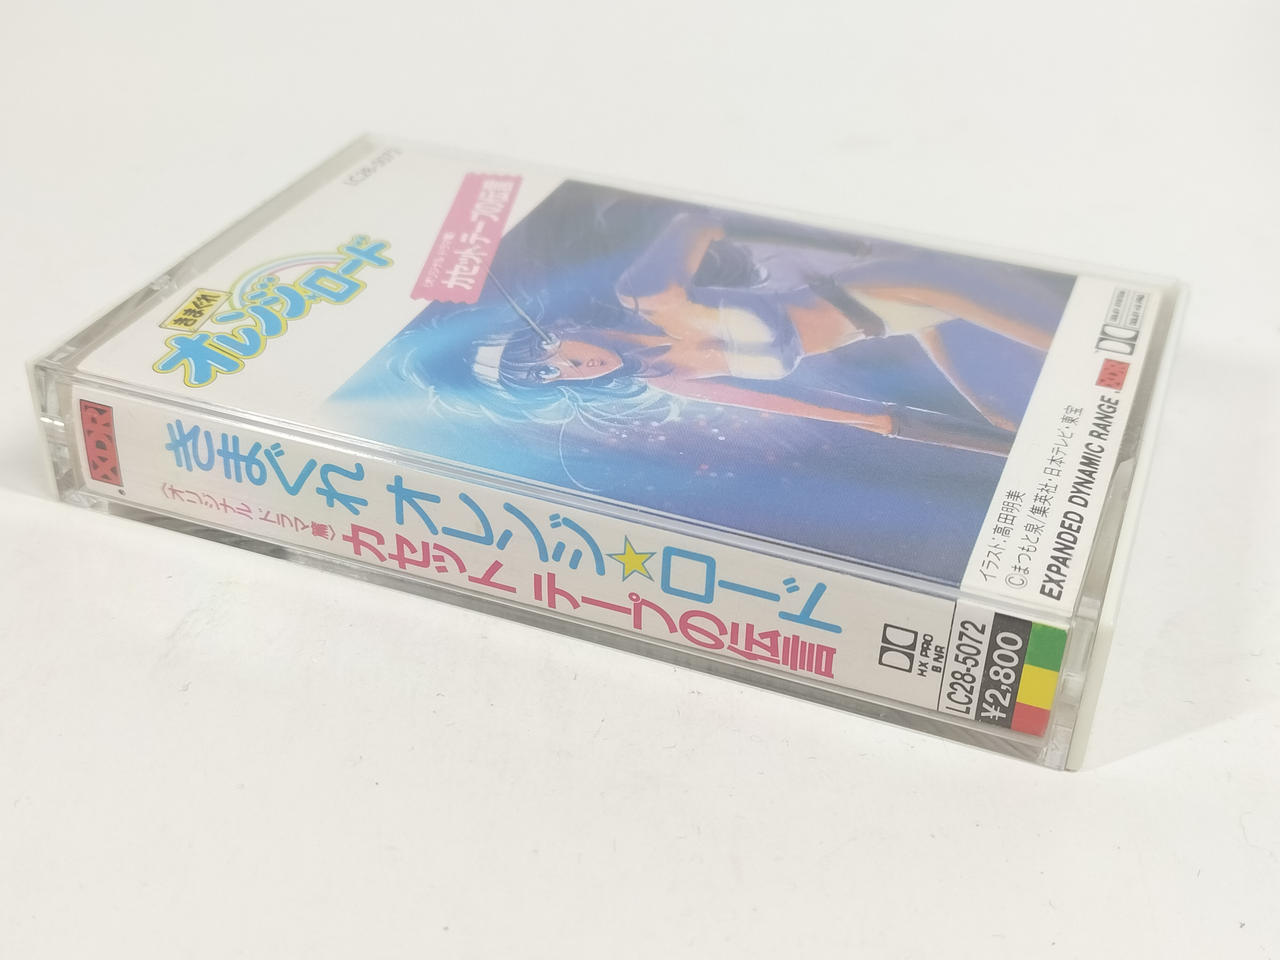 LC28-5072
きまぐれ
オレンジ★ロード
〈オリジナル・ドラマ篇〉
カセットテープの伝言
イラスト:高田明美
©まつもと泉/集英社・日本テレビ・東宝
EXPANDED DYNAMIC RANGE XDR
XDR
きまぐれオレンジ★ロード
〈オリジナル・ドラマ篇〉カセットテープの伝言
HX PRO
B NR
LC28-5072
¥2,800